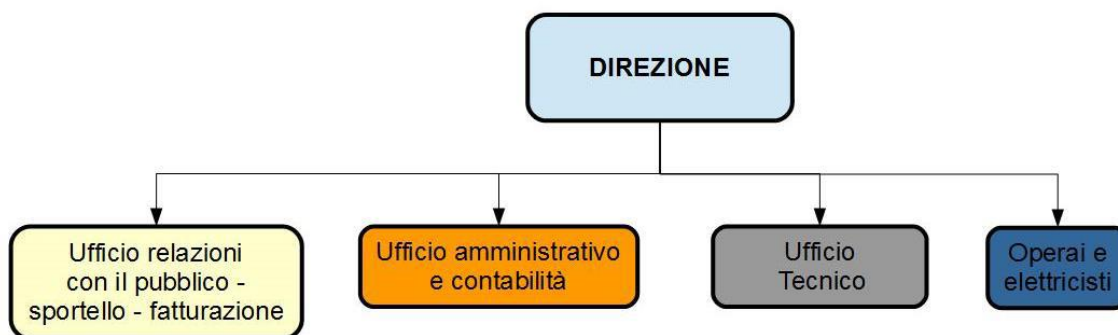 DIREZIONE
Ufficio relazioni
con il pubblico -
sportello - fatturazione
Ufficio amministrativo
e contabilità
Ufficio
Tecnico
Operai e
elettricisti